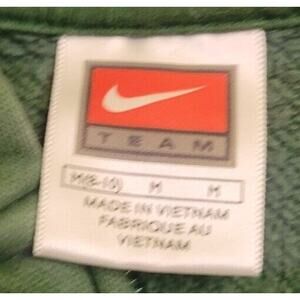 TEAM
M(8-10) M M
MADE IN VIETNAM
FABRIQUE AU
VIETNAM